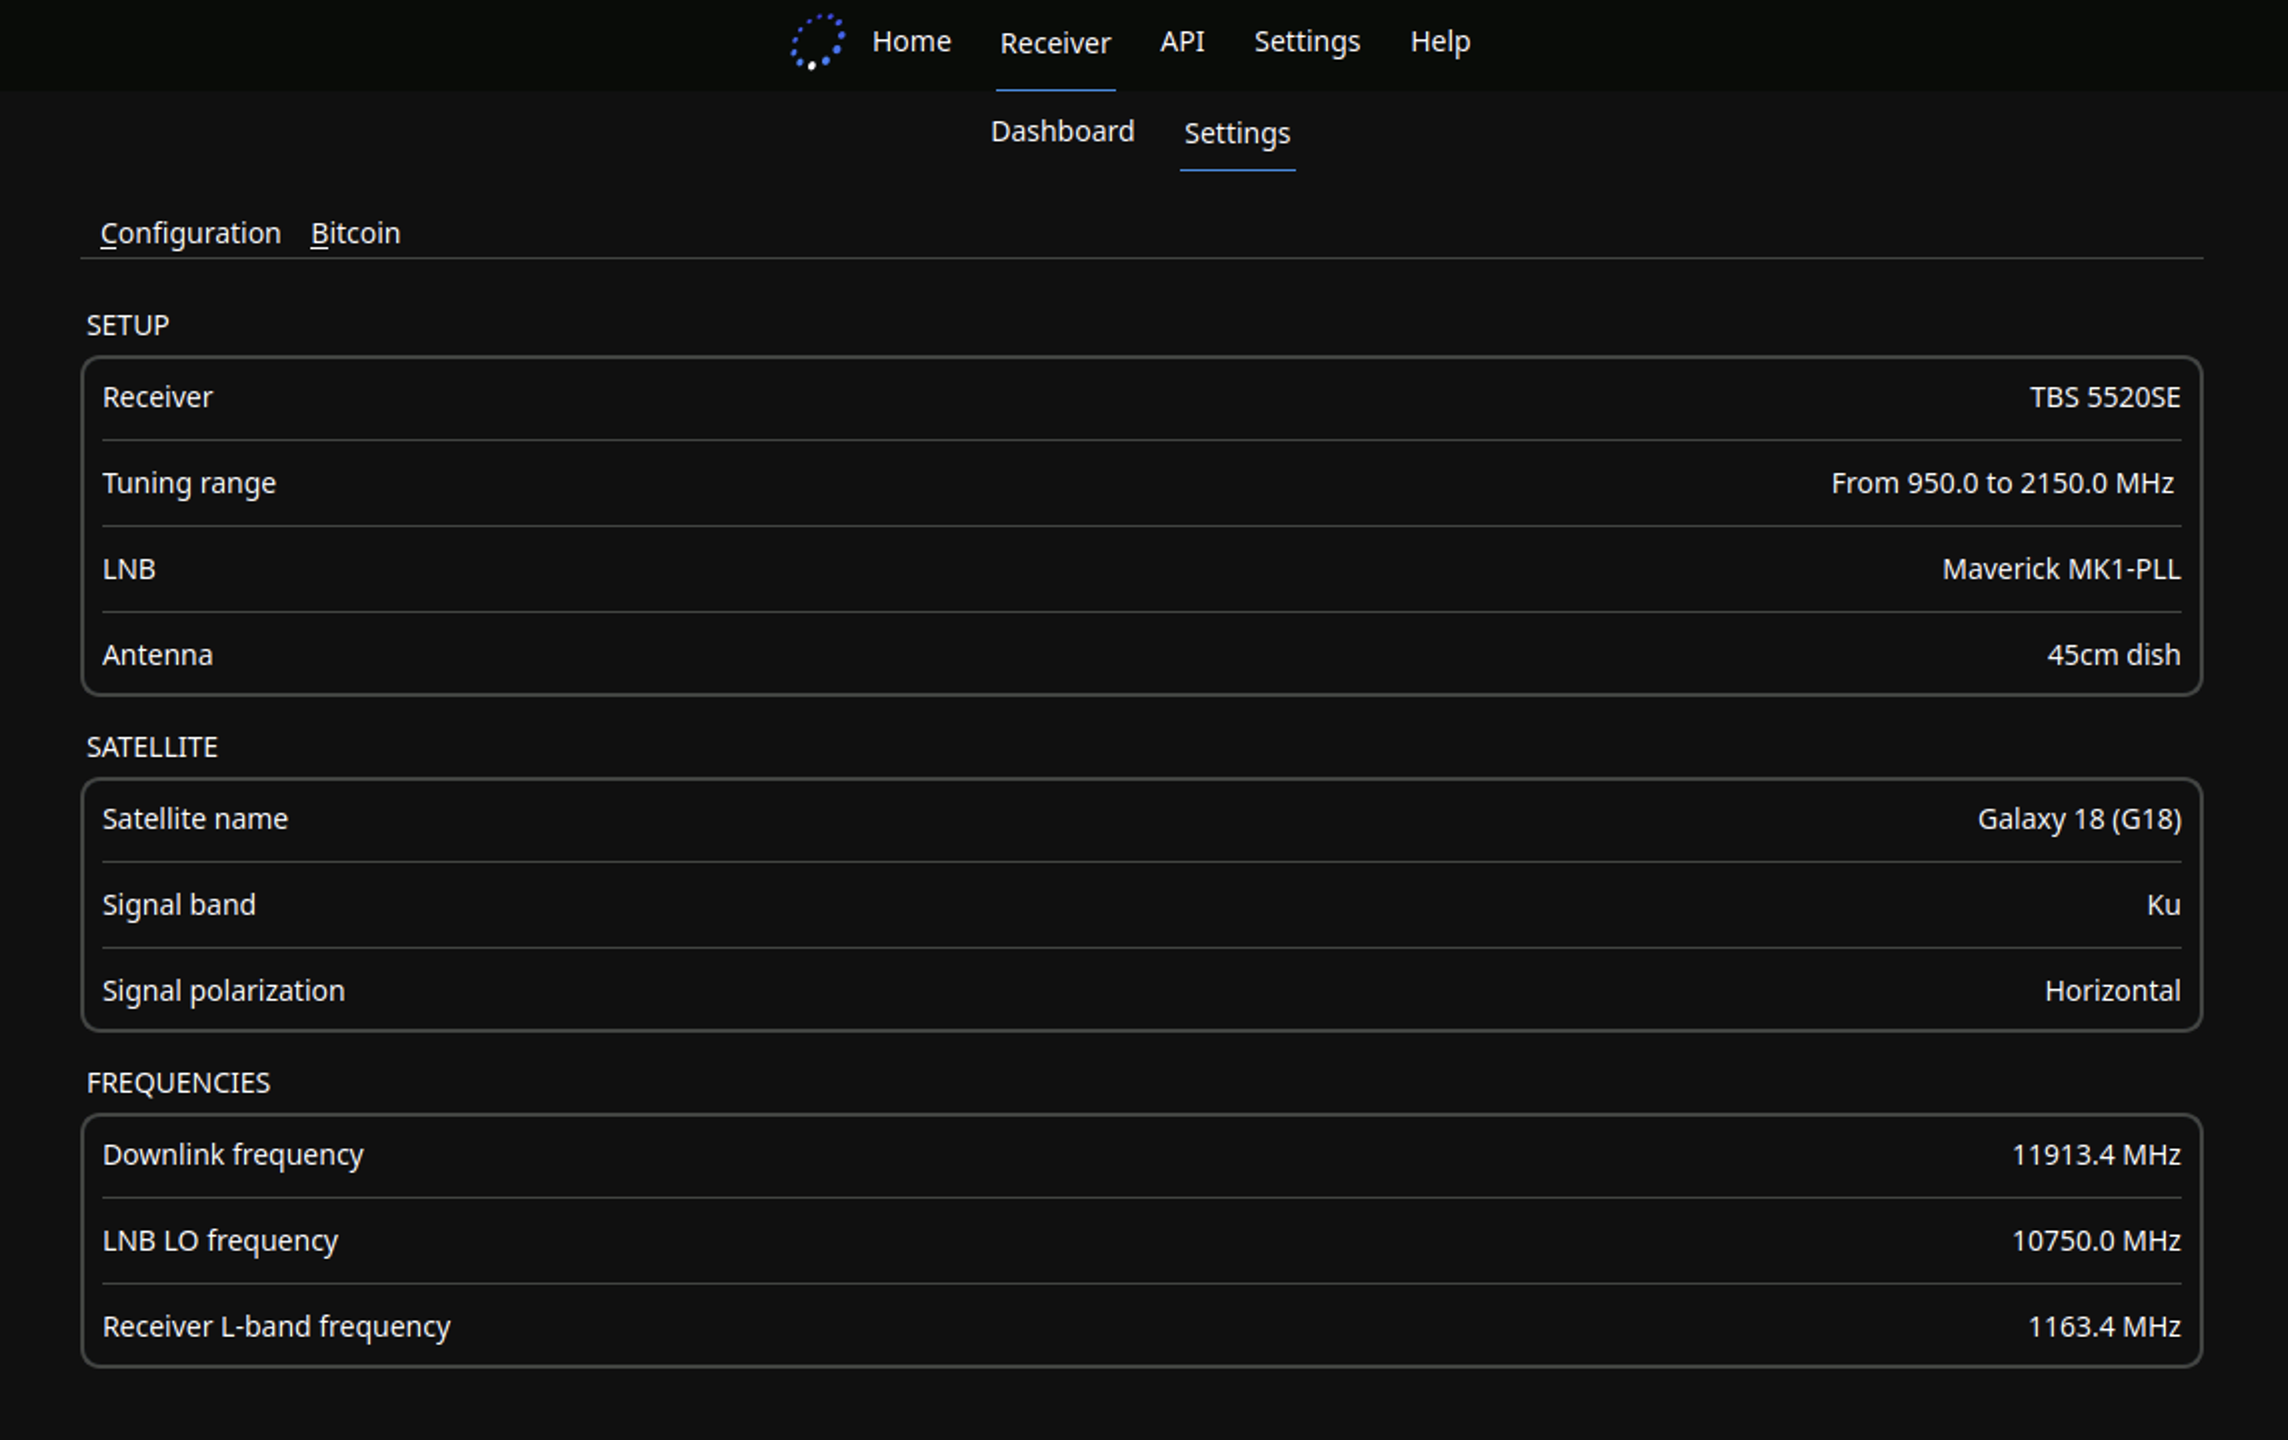 Home Receiver API Settings Help
Dashboard Settings
Configuration Bitcoin
SETUP
Receiver TBS 5520SE
Tuning range From 950.0 to 2150.0 MHz
LNB Maverick MK1-PLL
Antenna 45cm dish
SATELLITE
Satellite name Galaxy 18 (G18)
Signal band Ku
Signal polarization Horizontal
FREQUENCIES
Downlink frequency 11913.4 MHz
LNB LO frequency 10750.0 MHz
Receiver L-band frequency 1163.4 MHz